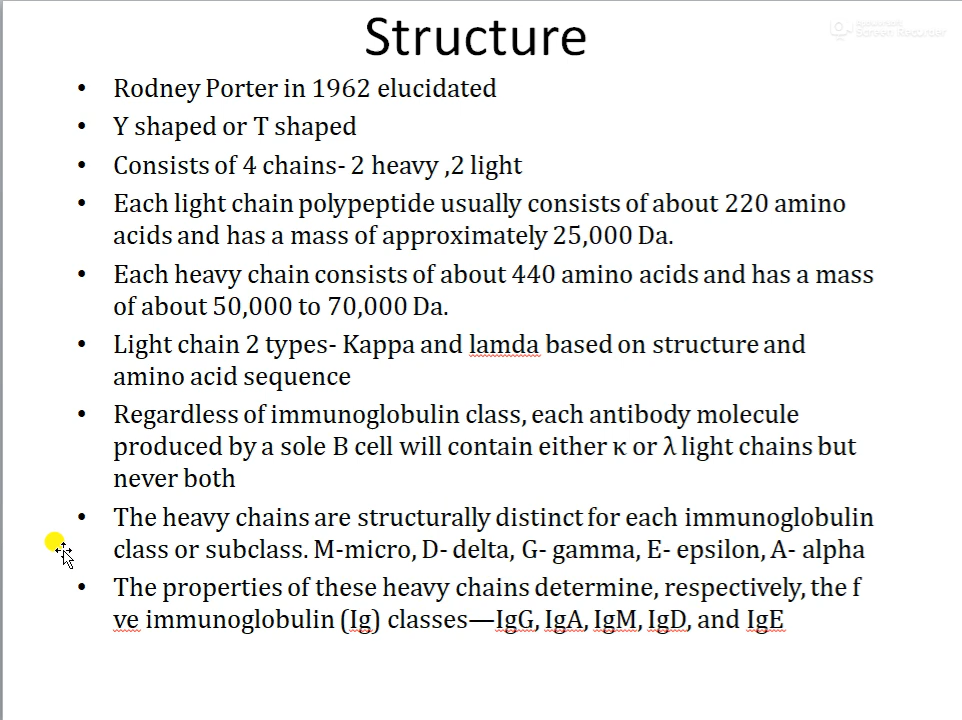 Structure
Screen Recorder
• Rodney Porter in 1962 elucidated
• Y shaped or T shaped
• Consists of 4 chains- 2 heavy ,2 light
• Each light chain polypeptide usually consists of about 220 amino
acids and has a mass of approximately 25,000 Da.
• Each heavy chain consists of about 440 amino acids and has a mass
of about 50,000 to 70,000 Da.
• Light chain 2 types- Kappa and lamda based on structure and
amino acid sequence
• Regardless of immunoglobulin class, each antibody molecule
produced by a sole B cell will contain either κ or λ light chains but
never both
• The heavy chains are structurally distinct for each immunoglobulin
class or subclass. M-micro, D- delta, G- gamma, E- epsilon, A- alpha
• The properties of these heavy chains determine, respectively, the f
ve immunoglobulin (Ig) classes—IgG, IgA, IgM, IgD, and IgE